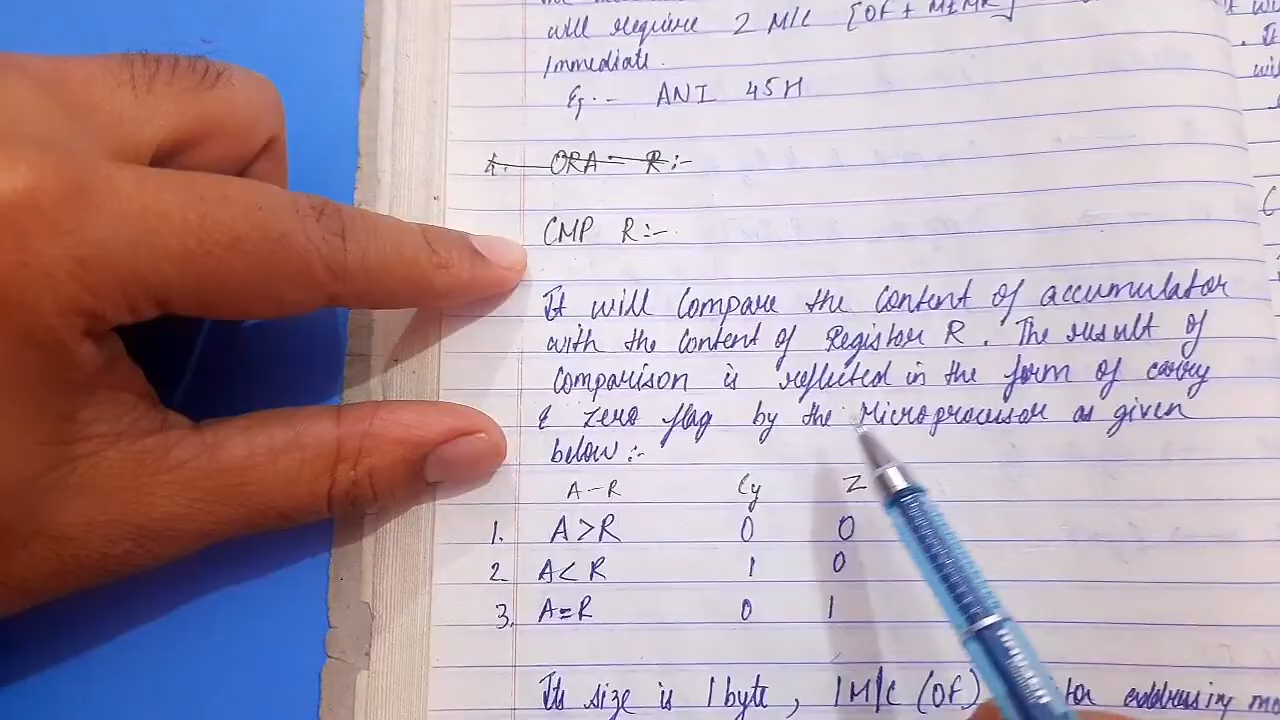 will require 2 M/C [OF + MEMR]
immediate.
Eg:- ANI 45H
4. ORA - R:-
CMP R:-
It will compare the content of accumulator
with the content of Register R. The result of
comparison is reflected in the form of carry
& zero flag by the Microprocessor as given
below:-
A-R Cy Z
1. A>R 0 0
2 A<R 1 0
3. A=R 0 1
Its size is 1 byte, 1 M/C (OF) addressing